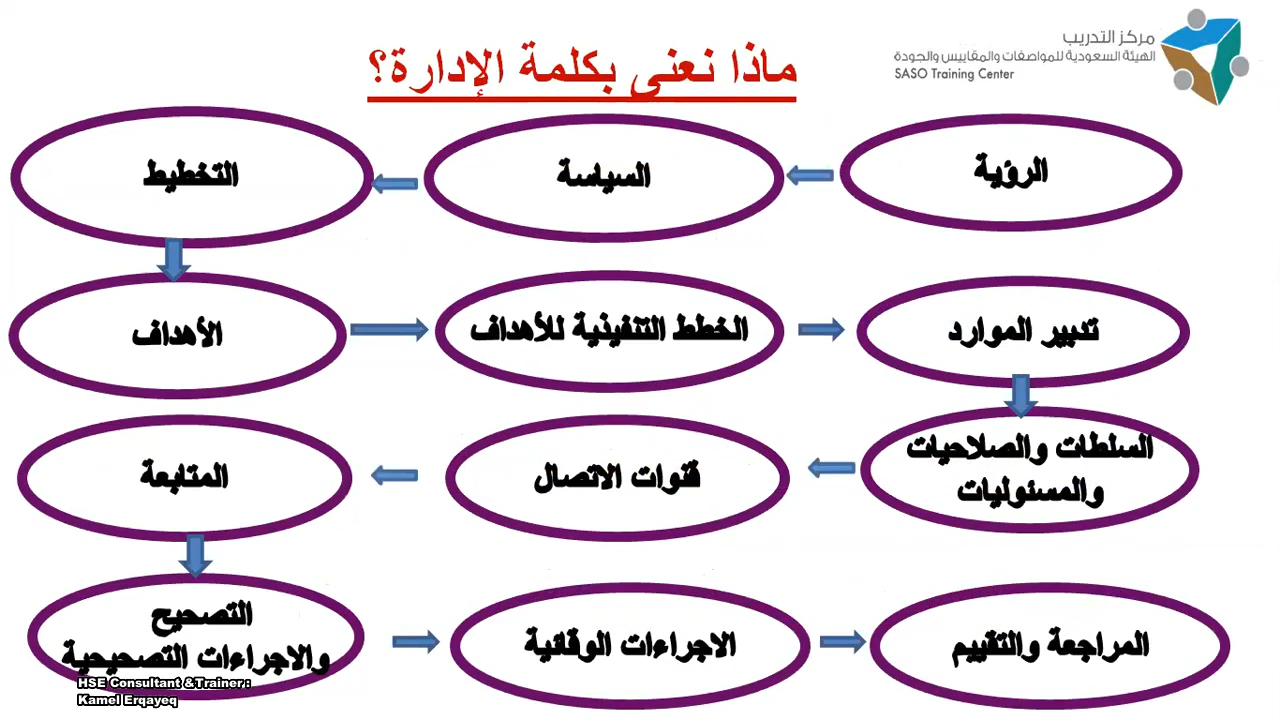 مركز التدريب
الهيئة السعودية للمواصفات والمقاييس والجودة
SASO Training Center
ماذا نعنى بكلمة الإدارة؟
الرؤية
السياسة
التخطيط
الأهداف
الخطط التنفيذية للأهداف
تدبير الموارد
السلطات والصلاحيات
والمسئوليات
قنوات الاتصال
المتابعة
التصحيح
والاجراءات التصحيحية
الاجراءات الوقائية
المراجعة والتقييم
HSE Consultant &Trainer:
Kamel Erqayeq